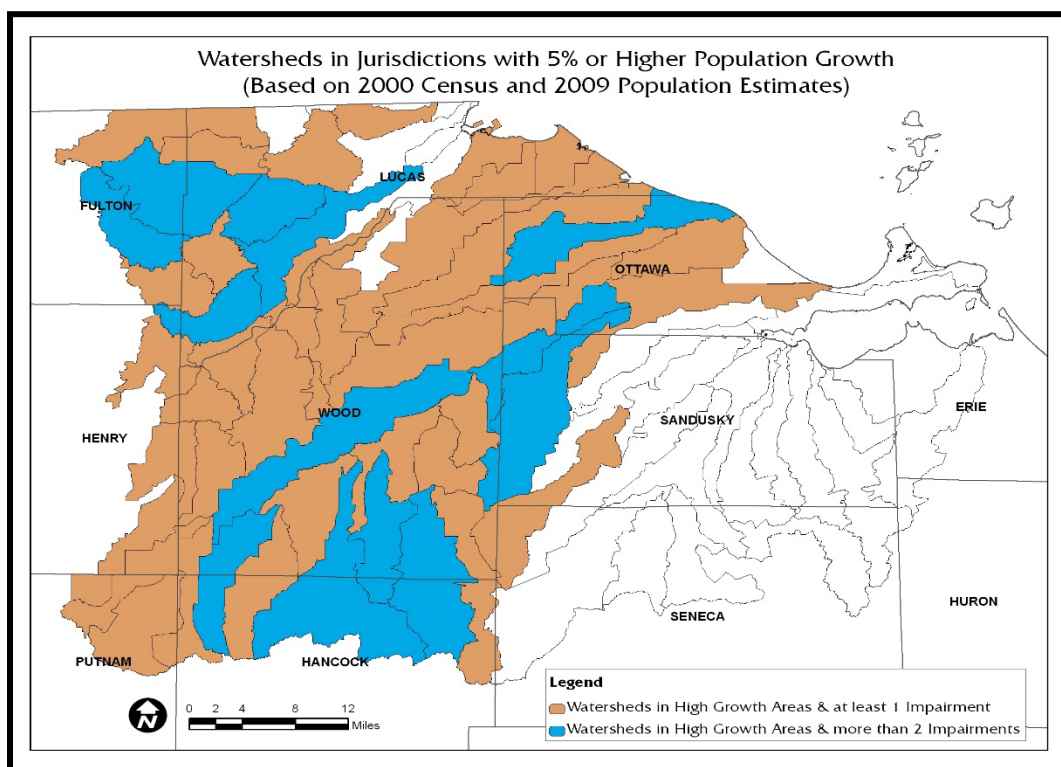 Watersheds in Jurisdictions with 5% or Higher Population Growth
(Based on 2000 Census and 2009 Population Estimates)
LUCAS
FULTON
OTTAWA
WOOD
SANDUSKY
ERIE
HENRY
HURON
SENECA
PUTNAM
HANCOCK
N
0 2 4 8 12
Miles
Legend
Watersheds in High Growth Areas & at least 1 Impairment
Watersheds in High Growth Areas & more than 2 Impairments